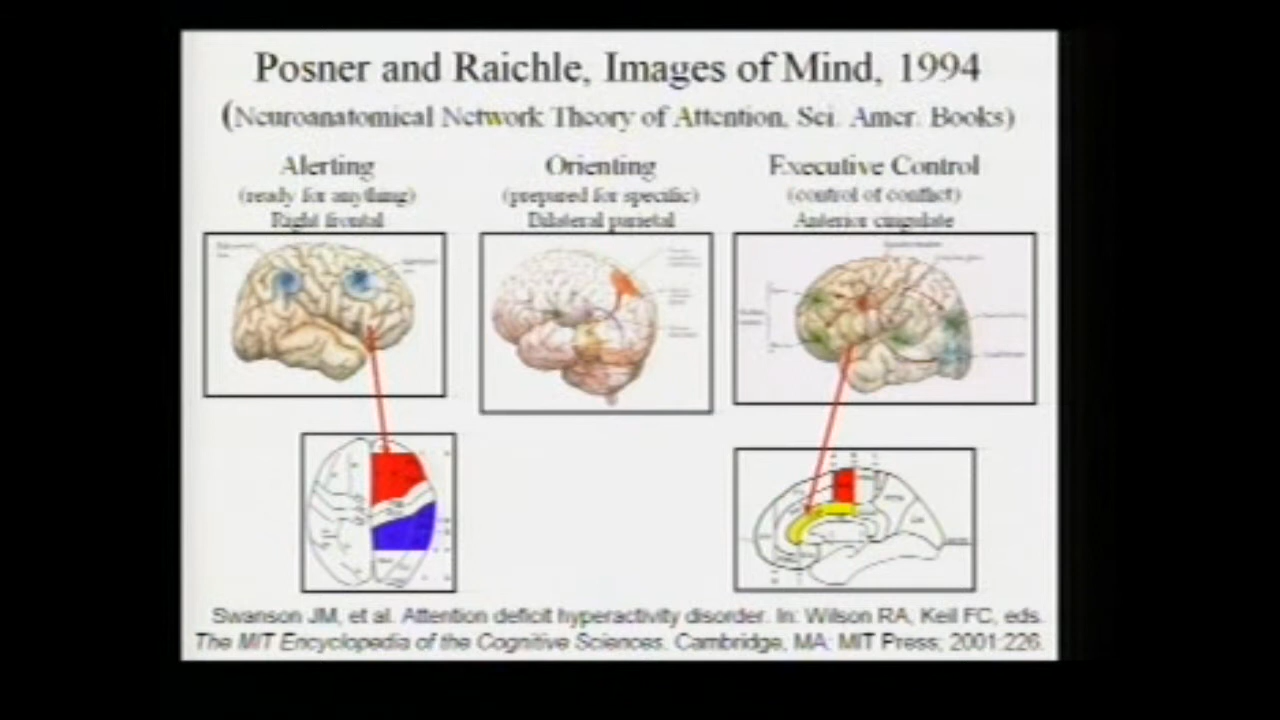 Posner and Raichle, Images of Mind, 1994
(Neuroanatomical Network Theory of Attention, Sci. Amer. Books)
Alerting
(ready for anything)
Right frontal
Orienting
(prepared for specific)
Bilateral parietal
Executive Control
(control of conflict)
Anterior cingulate
Swanson JM, et al. Attention deficit hyperactivity disorder. In: Wilson RA, Keil FC, eds.
The MIT Encyclopedia of the Cognitive Sciences. Cambridge, MA: MIT Press; 2001:226.